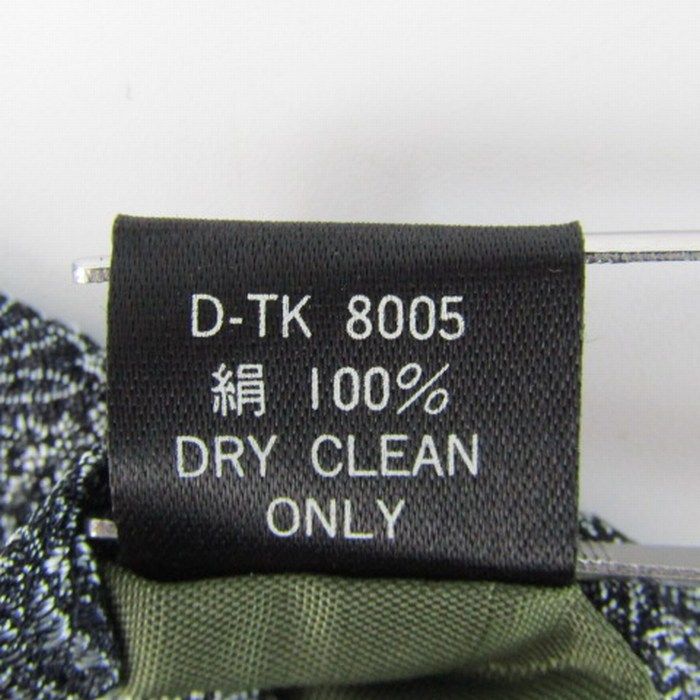 D-TK 8005
絹 100%
DRY CLEAN
ONLY